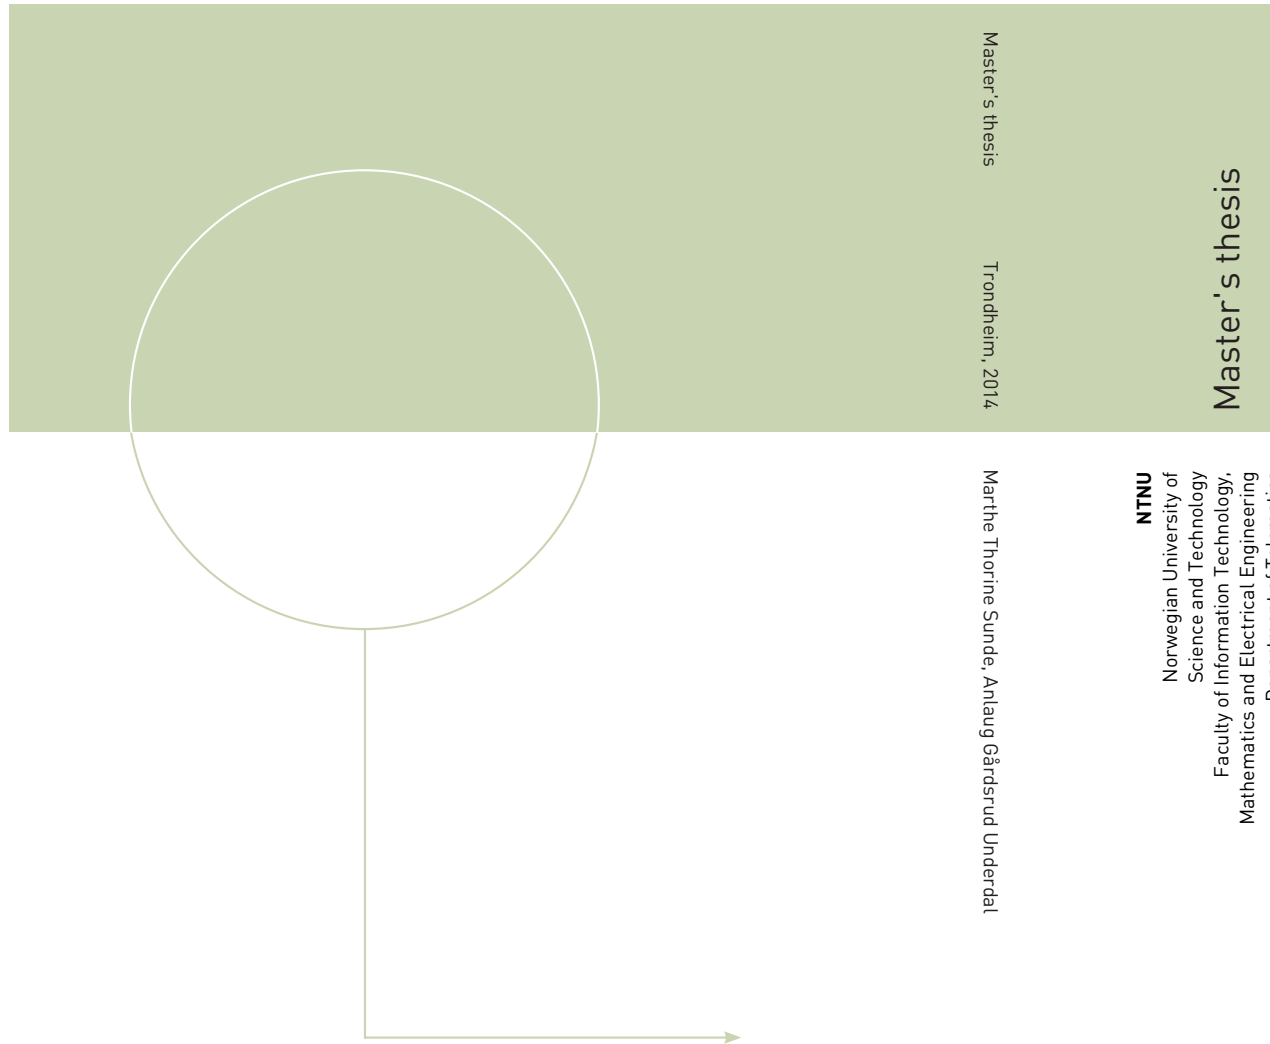 Master's thesis
Trondheim, 2014
Marthe Thorine Sunde, Anlaug Gårdsrud Underdal
Master's thesis
NTNU
Norwegian University of
Science and Technology
Faculty of Information Technology,
Mathematics and Electrical Engineering